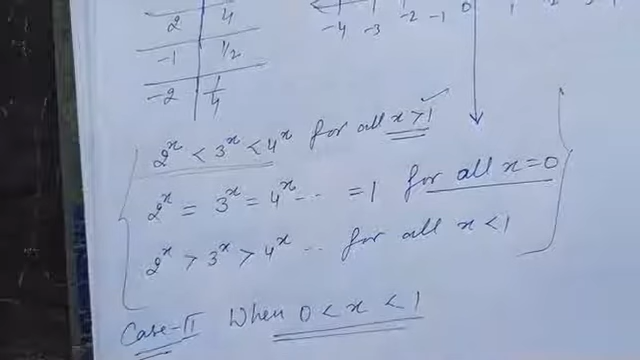 2 4
-4 -3 -2 -1 0 1
-1 1/2
-2 1/4
2^x < 3^x < 4^x for all x > 1 ✓
2^x = 3^x = 4^x ... = 1 for all x = 0
2^x > 3^x > 4^x ... for all x < 1
Case-II When 0 < x < 1